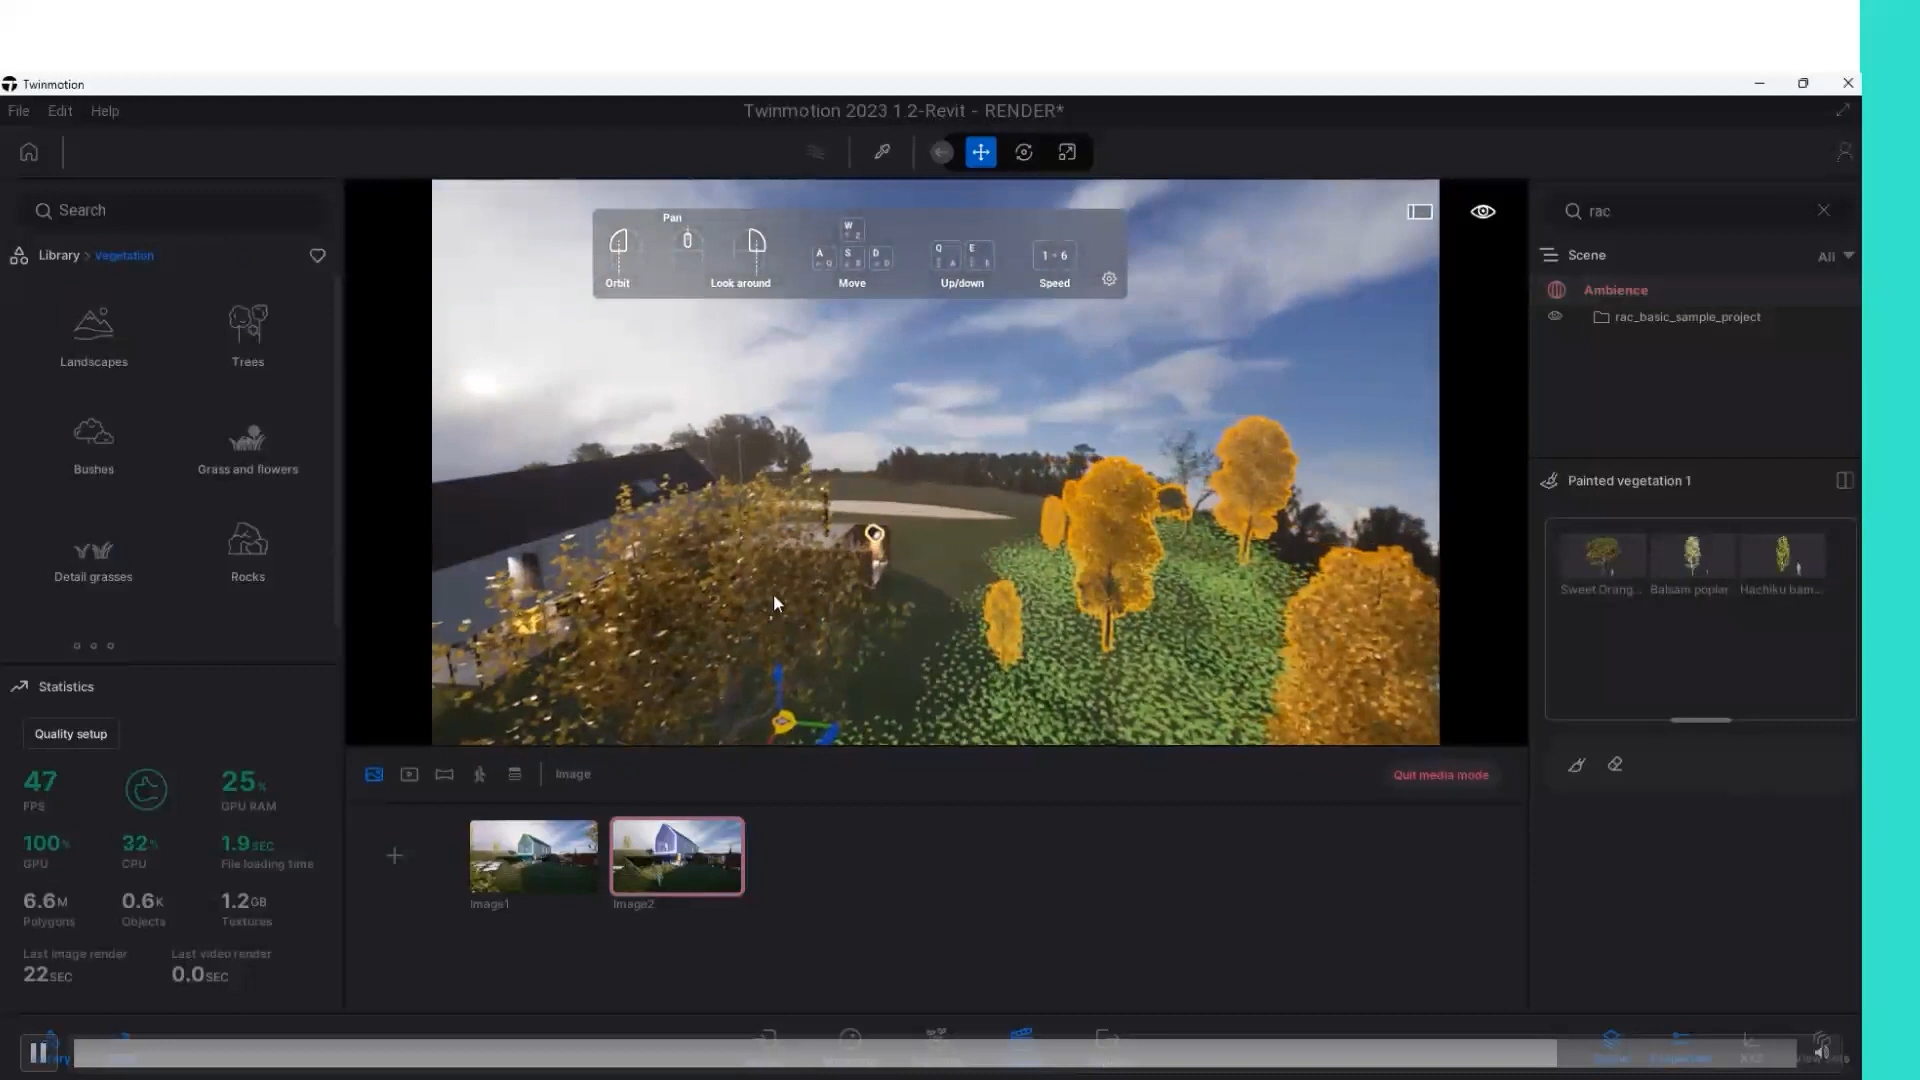 Twinmotion
File Edit Help
Twinmotion 2023 1.2-Revit - RENDER*
Search
Library > Vegetation
Landscapes
Trees
Bushes
Grass and flowers
Detail grasses
Rocks
Statistics
Quality setup
47
FPS
25%
GPU RAM
100%
GPU
32%
CPU
1.9SEC
File loading time
6.6M
Polygons
0.6K
Objects
1.2GB
Textures
Last image render
22SEC
Last video render
0.0SEC
Pan
Orbit
Look around
W
Z
A
Q
S
S
D
D
Move
Q
A
E
E
Up/down
1 - 6
Speed
Image
Quit media mode
Image1
Image2
rac
Scene
All
Ambience
rac_basic_sample_project
Painted vegetation 1
Sweet Orang...
Balsam poplar
Hachiku bam...